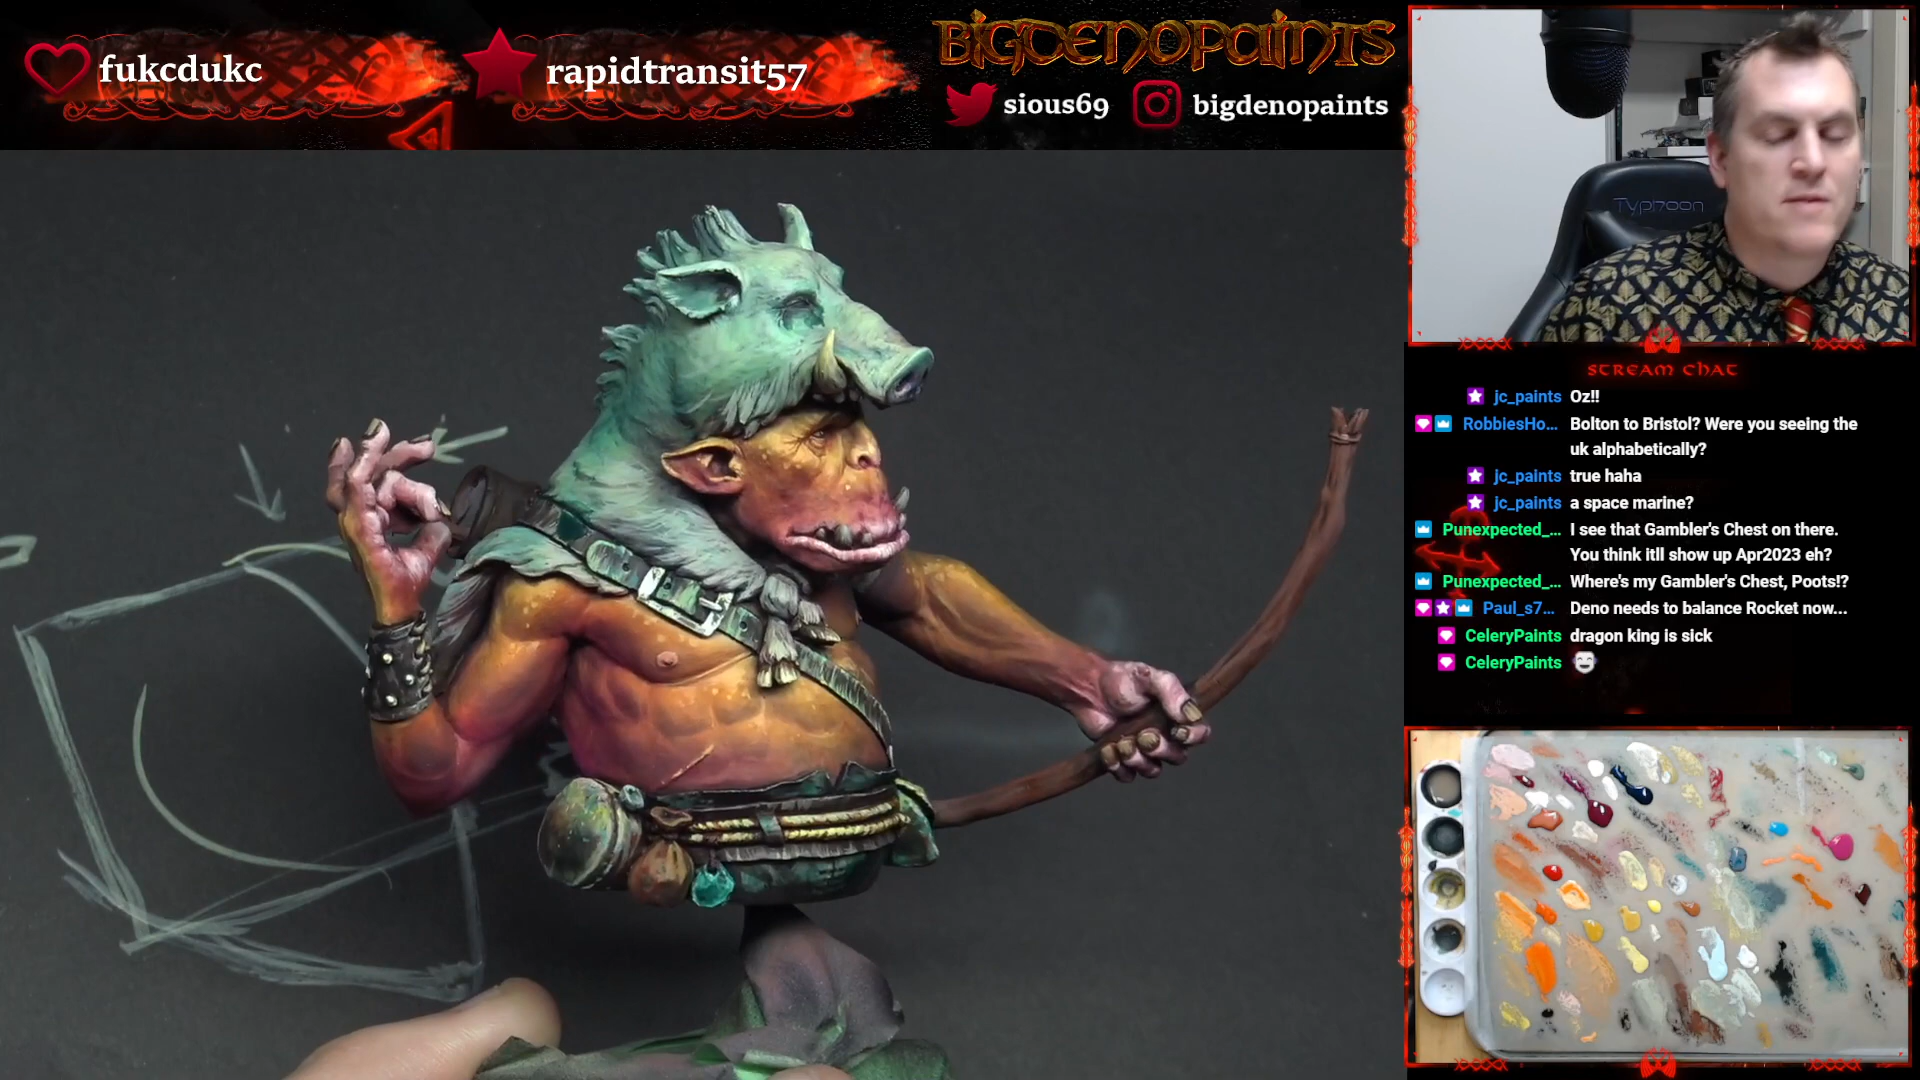 fukcdukc
rapidtransit57
BIGDENOPAINTS
sious69
bigdenopaints
Typhoon
STREAM CHAT
jc_paints Oz!!
RobbiesHo... Bolton to Bristol? Were you seeing the
uk alphabetically?
jc_paints true haha
jc_paints a space marine?
Punexpected_... I see that Gambler's Chest on there.
You think itll show up Apr2023 eh?
Punexpected_... Where's my Gambler's Chest, Poots!?
Paul_s7... Deno needs to balance Rocket now...
CeleryPaints dragon king is sick
CeleryPaints